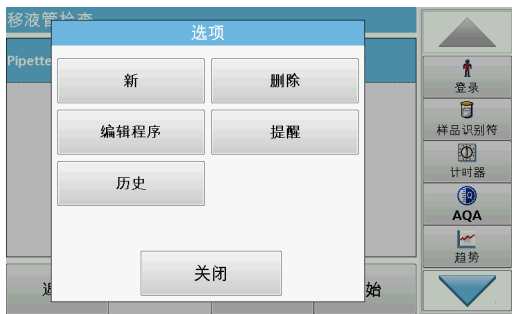 移液管检查
选项
Pipette
新
删除
编辑程序
提醒
历史
关闭
始
登录
样品识别符
计时器
AQA
趋势